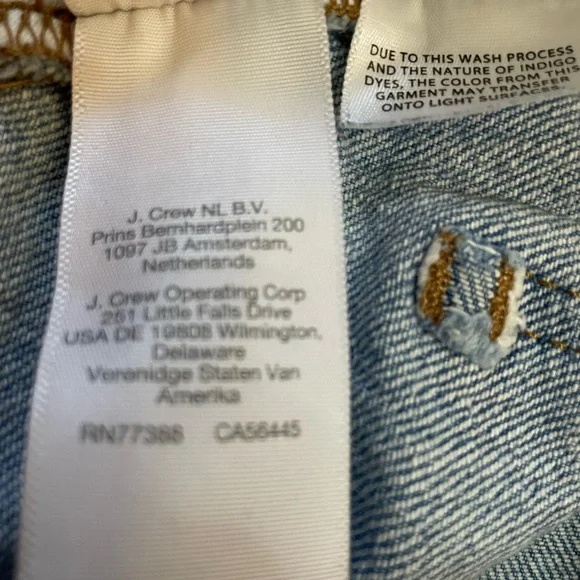 DUE TO THIS WASH PROCESS
AND THE NATURE OF INDIGO
DYES, THE COLOR FROM THIS
GARMENT MAY TRANSFER
ONTO LIGHT SURFACES.
J. Crew NL B.V.
Prins Bernhardplein 200
1097 JB Amsterdam,
Netherlands
J. Crew Operating Corp
251 Little Falls Drive
USA DE 19808 Wilmington,
Delaware
Verenidge Staten Van
Amerika
RN77388 CA56445